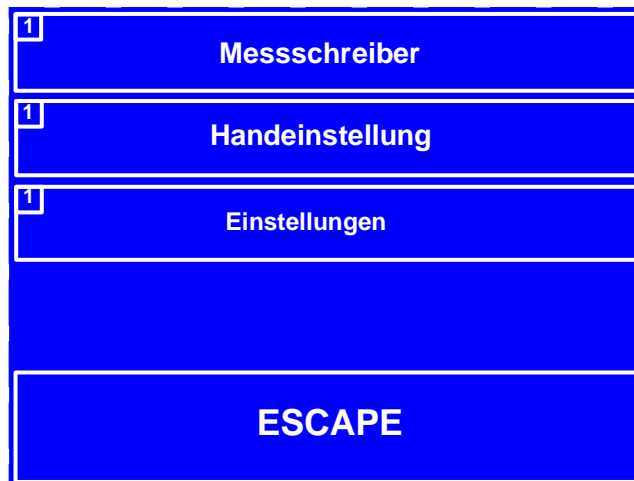 1
Messschreiber
1
Handeinstellung
1
Einstellungen
ESCAPE